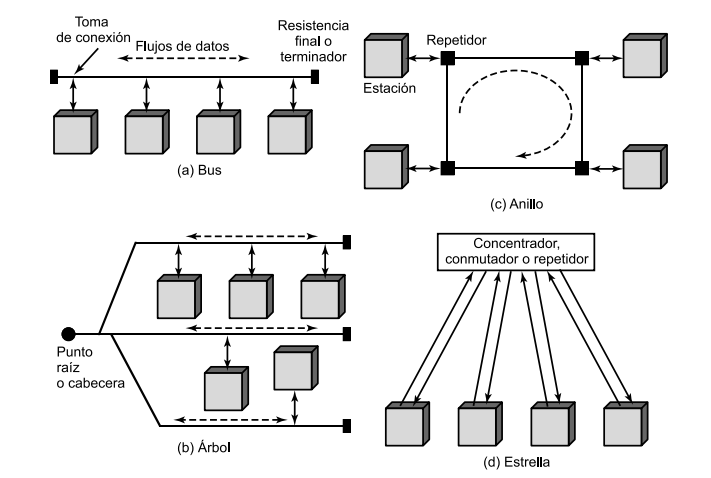 Toma
de conexión
Flujos de datos
Resistencia
final o
terminador
(a) Bus
Repetidor
Estación
(c) Anillo
Punto
raíz
o cabecera
(b) Árbol
Concentrador,
conmutador o repetidor
(d) Estrella